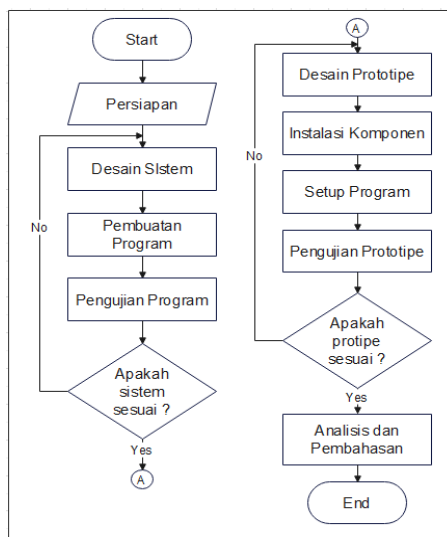 Start
Persiapan
Desain SIstem
Pembuatan
Program
Pengujian Program
Apakah
sistem
sesuai ?
No
Yes
A
A
Desain Prototipe
Instalasi Komponen
Setup Program
Pengujian Prototipe
Apakah
protipe
sesuai ?
No
Yes
Analisis dan
Pembahasan
End